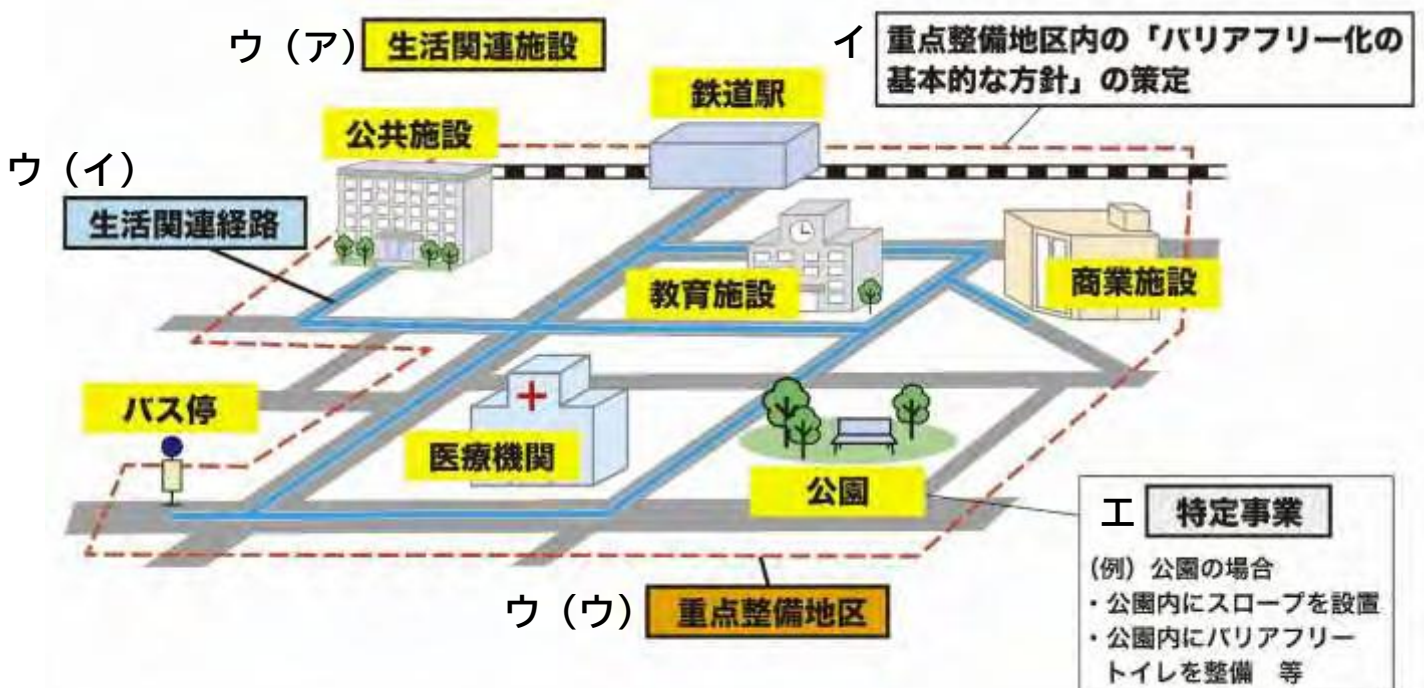 ウ（ア）
生活関連施設
イ
重点整備地区内の「バリアフリー化の
基本的な方針」の策定
鉄道駅
公共施設
ウ（イ）
生活関連経路
教育施設
商業施設
バス停
医療機関
公園
エ
特定事業
(例) 公園の場合
・公園内にスロープを設置
・公園内にバリアフリー
トイレを整備　等
ウ（ウ）
重点整備地区